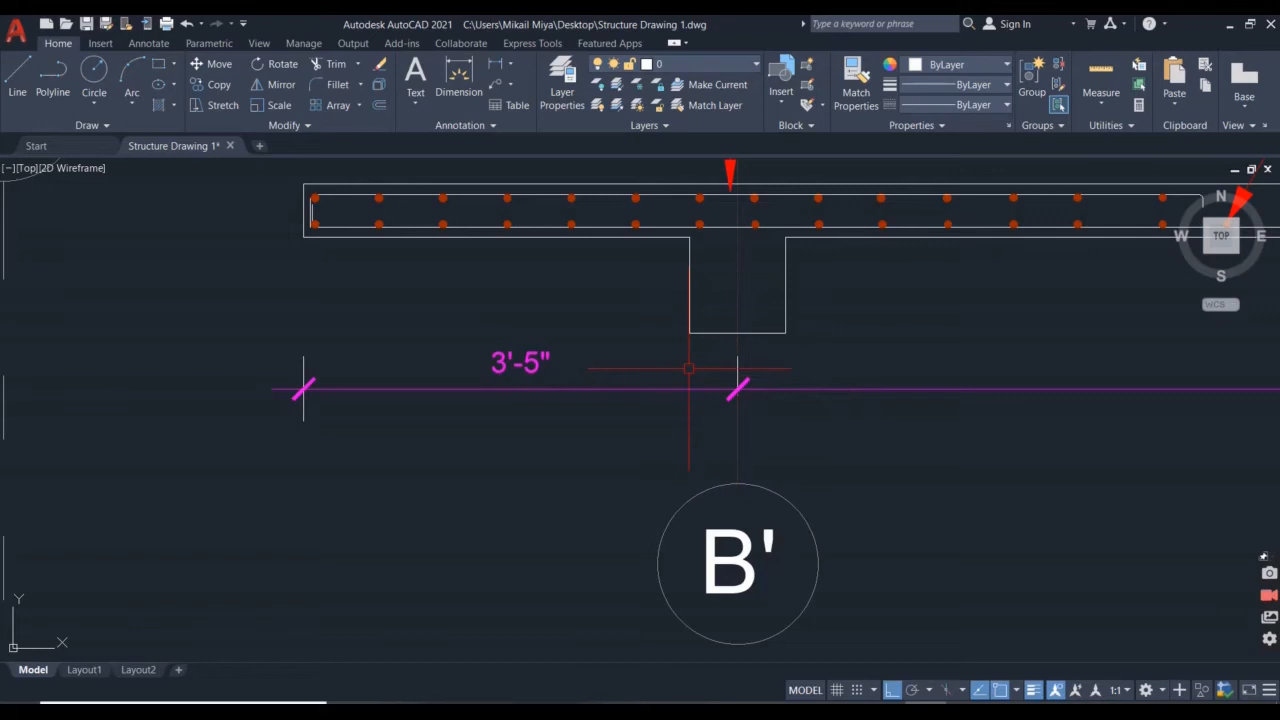 Autodesk AutoCAD 2021 C:\Users\Mikail Miya\Desktop\Structure Drawing 1.dwg
Type a keyword or phrase
Sign In
Home Insert Annotate Parametric View Manage Output Add-ins Collaborate Express Tools Featured Apps
Line Polyline Circle Arc
Move Rotate Trim
Copy Mirror Fillet
Stretch Scale Array
Text Dimension Table
Layer Properties
0
Make Current
Match Layer
Insert
Match Properties
ByLayer
ByLayer
ByLayer
Group
Measure
Paste
Base
Draw Modify Annotation Layers Block Properties Groups Utilities Clipboard View
Start Structure Drawing 1*
[−][Top][2D Wireframe]
N
W TOP E
S
WCS
3'-5"
B'
Y
X
Model Layout1 Layout2
MODEL 1:1